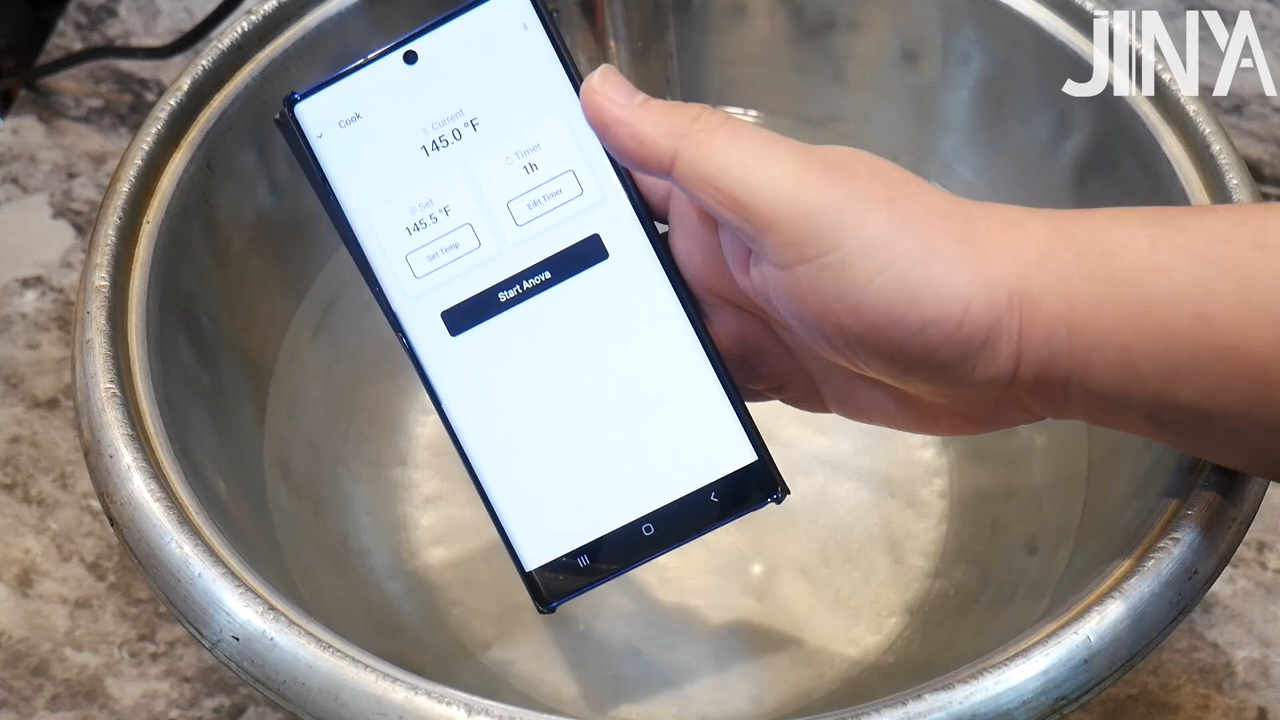 JINYA
Cook
Current
145.0 °F
Timer
1h
Edit Timer
Set
145.5 °F
Set Temp
Start Anova